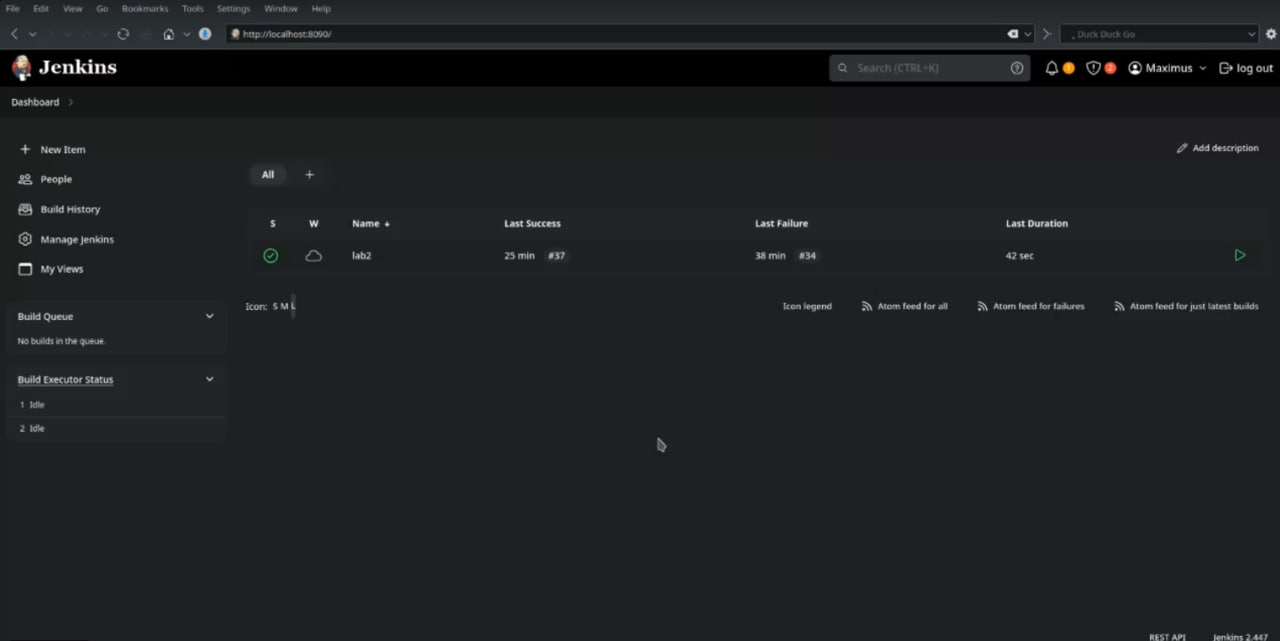 File Edit View Go Bookmarks Tools Settings Window Help
http://localhost:8090/ Duck Duck Go
Jenkins Search (CTRL+K) 1 2 Maximus log out
Dashboard
New Item
People
Build History
Manage Jenkins
My Views
Build Queue
No builds in the queue.
Build Executor Status
1 Idle
2 Idle
Add description
All +
S W Name ↓ Last Success Last Failure Last Duration
lab2 25 min #37 38 min #34 42 sec
Icon: S M L Icon legend Atom feed for all Atom feed for failures Atom feed for just latest builds
REST API Jenkins 2.447